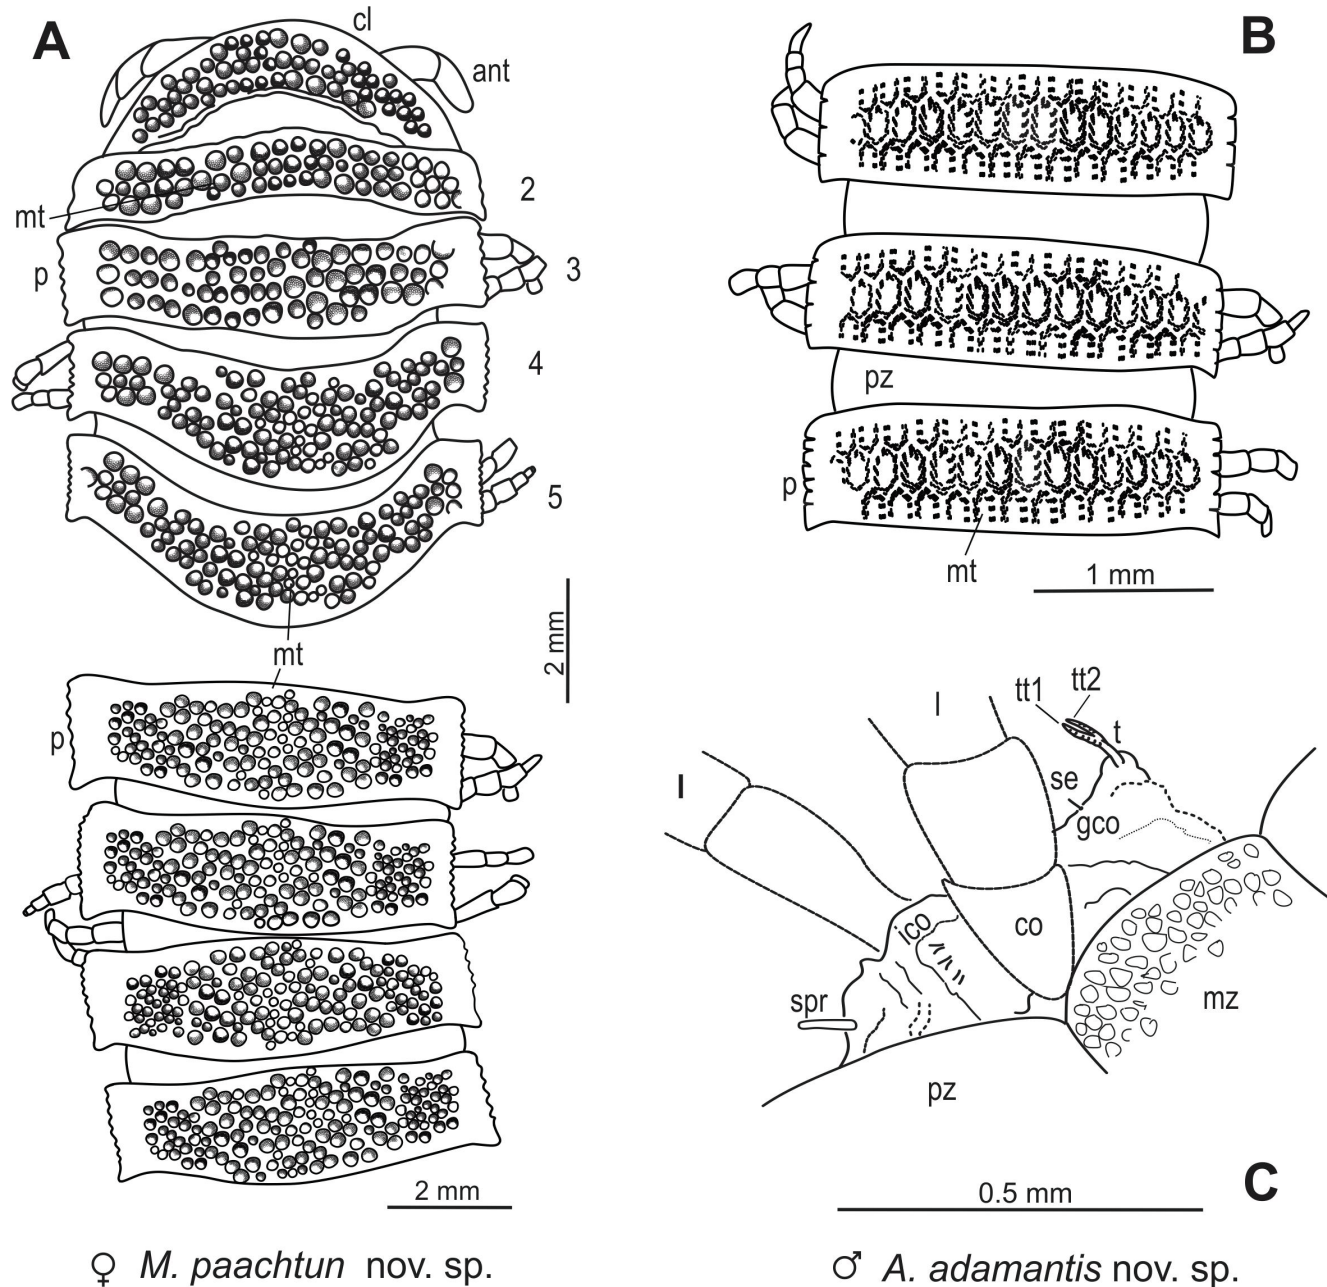 A
cl
ant
2
mt
p
3
4
5
mt
2 mm
p
2 mm
♀ M. paachtun nov. sp.
B
pz
p
mt
1 mm
tt1
tt2
l
t
l
se
gco
ico
co
spr
mz
pz
C
0.5 mm
♂ A. adamantis nov. sp.